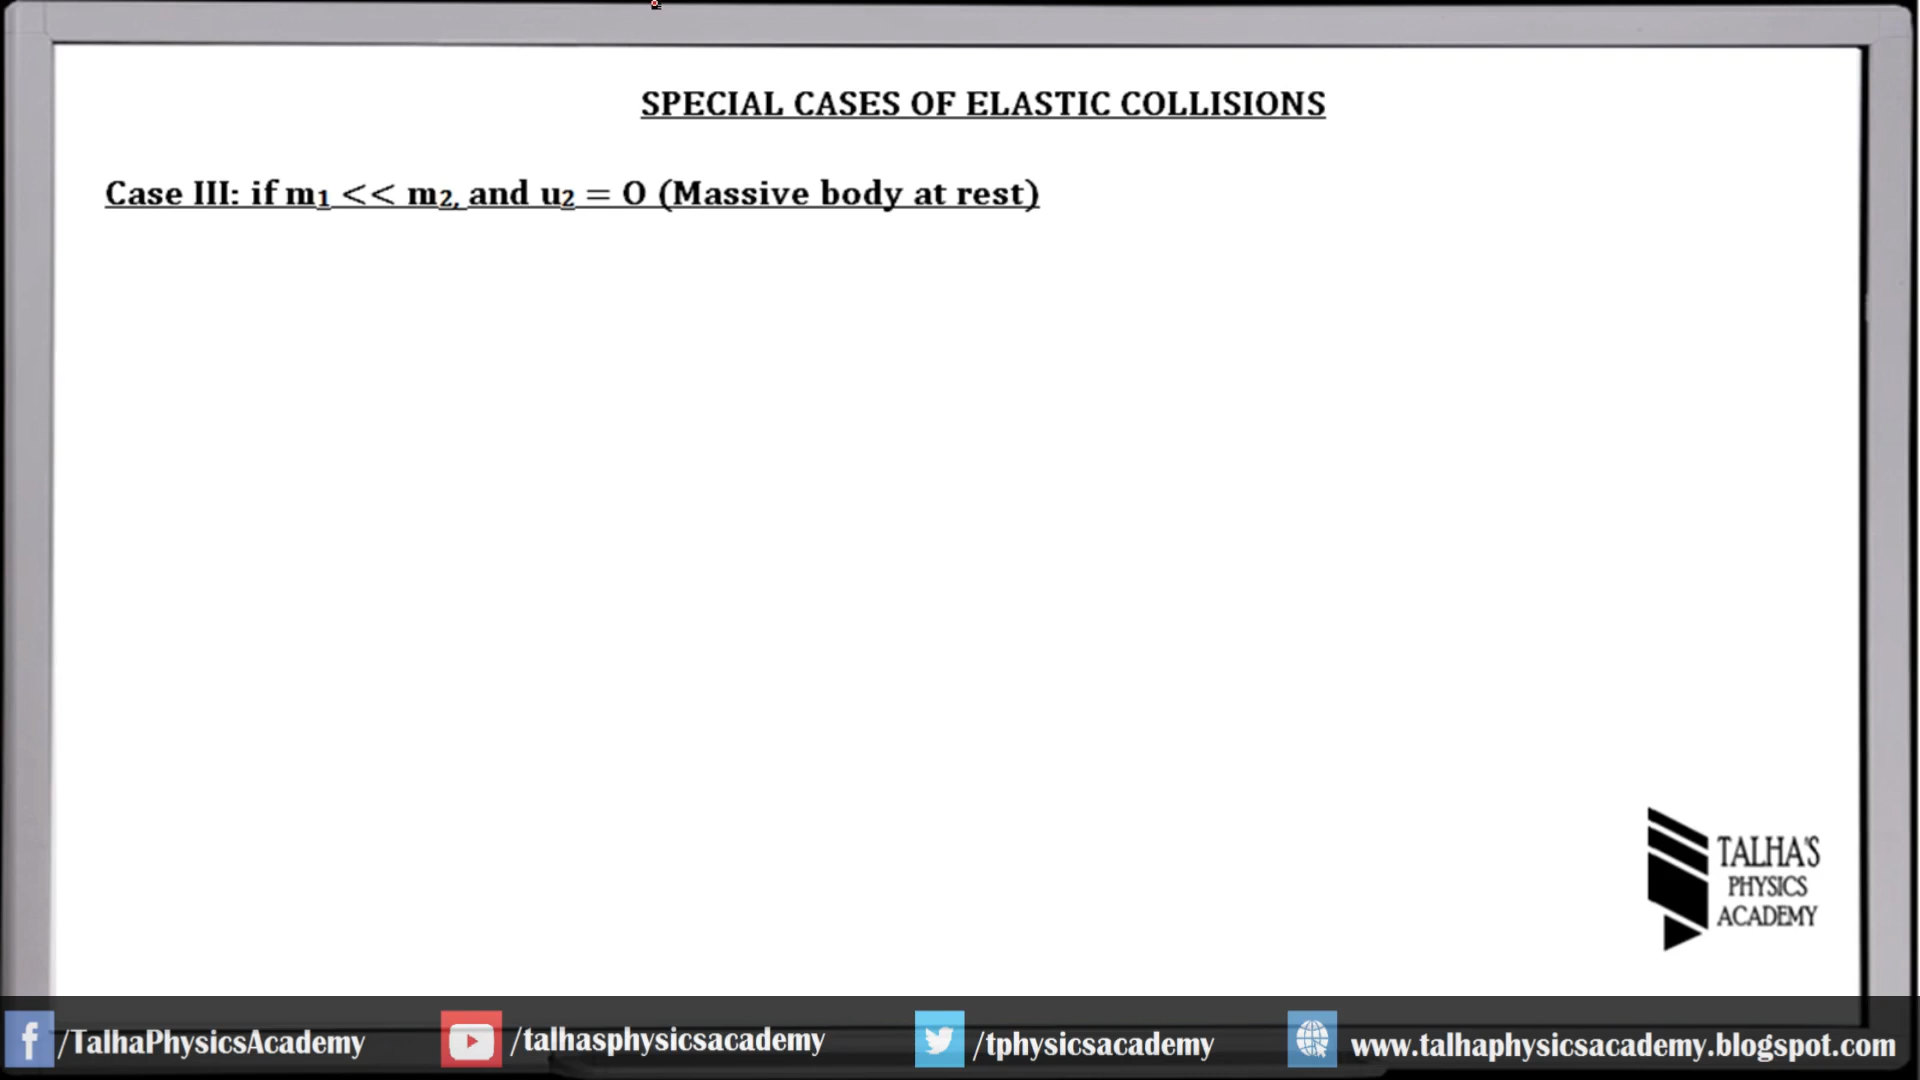 SPECIAL CASES OF ELASTIC COLLISIONS
Case III: if m₁ << m₂, and u₂ = O (Massive body at rest)
TALHA'S
PHYSICS
ACADEMY
/TalhaPhysicsAcademy
/talhasphysicsacademy
/tphysicsacademy
www.talhaphysicsacademy.blogspot.com